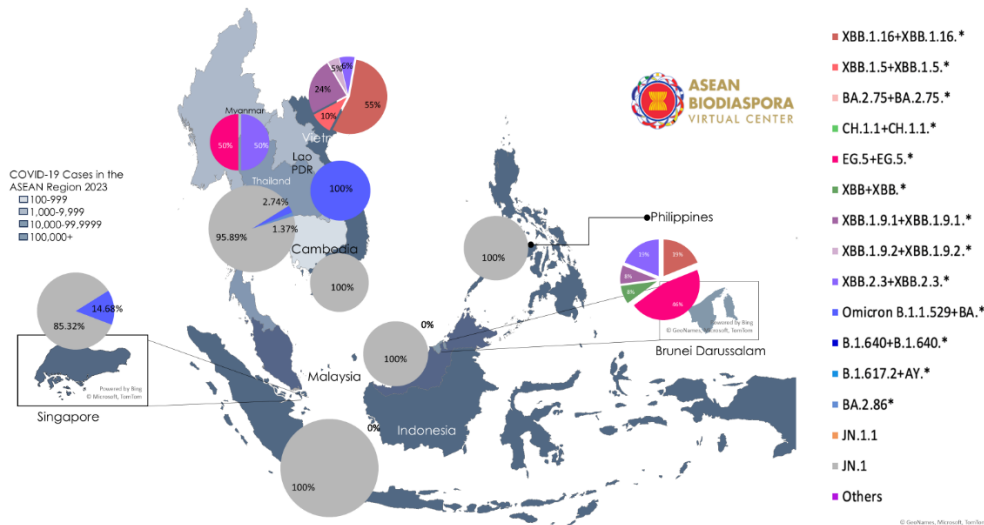 6%
5%
24%
55%
10%
Vietn
Myanmar
50%
50%
Lao
PDR
100%
Thailand
2.74%
1.37%
95.89%
Cambodia
100%
COVID-19 Cases in the
ASEAN Region 2023
100-999
1,000-9,999
10,000-99,9999
100,000+
ASEAN
BIODIASPORA
VIRTUAL CENTER
Philippines
100%
8%
8%
46%
Powered by Bing
© GeoNames, Microsoft, TomTom
Brunei Darussalam
14.68%
85.32%
Powered by Bing
© Microsoft, TomTom
Singapore
0%
100%
Malaysia
0%
Indonesia
100%
XBB.1.16+XBB.1.16.*
XBB.1.5+XBB.1.5.*
BA.2.75+BA.2.75.*
CH.1.1+CH.1.1.*
EG.5+EG.5.*
XBB+XBB.*
XBB.1.9.1+XBB.1.9.1.*
XBB.1.9.2+XBB.1.9.2.*
XBB.2.3+XBB.2.3.*
Omicron B.1.1.529+BA.*
B.1.640+B.1.640.*
B.1.617.2+AY.*
BA.2.86*
JN.1.1
JN.1
Others
© GeoNames, Microsoft, TomTom